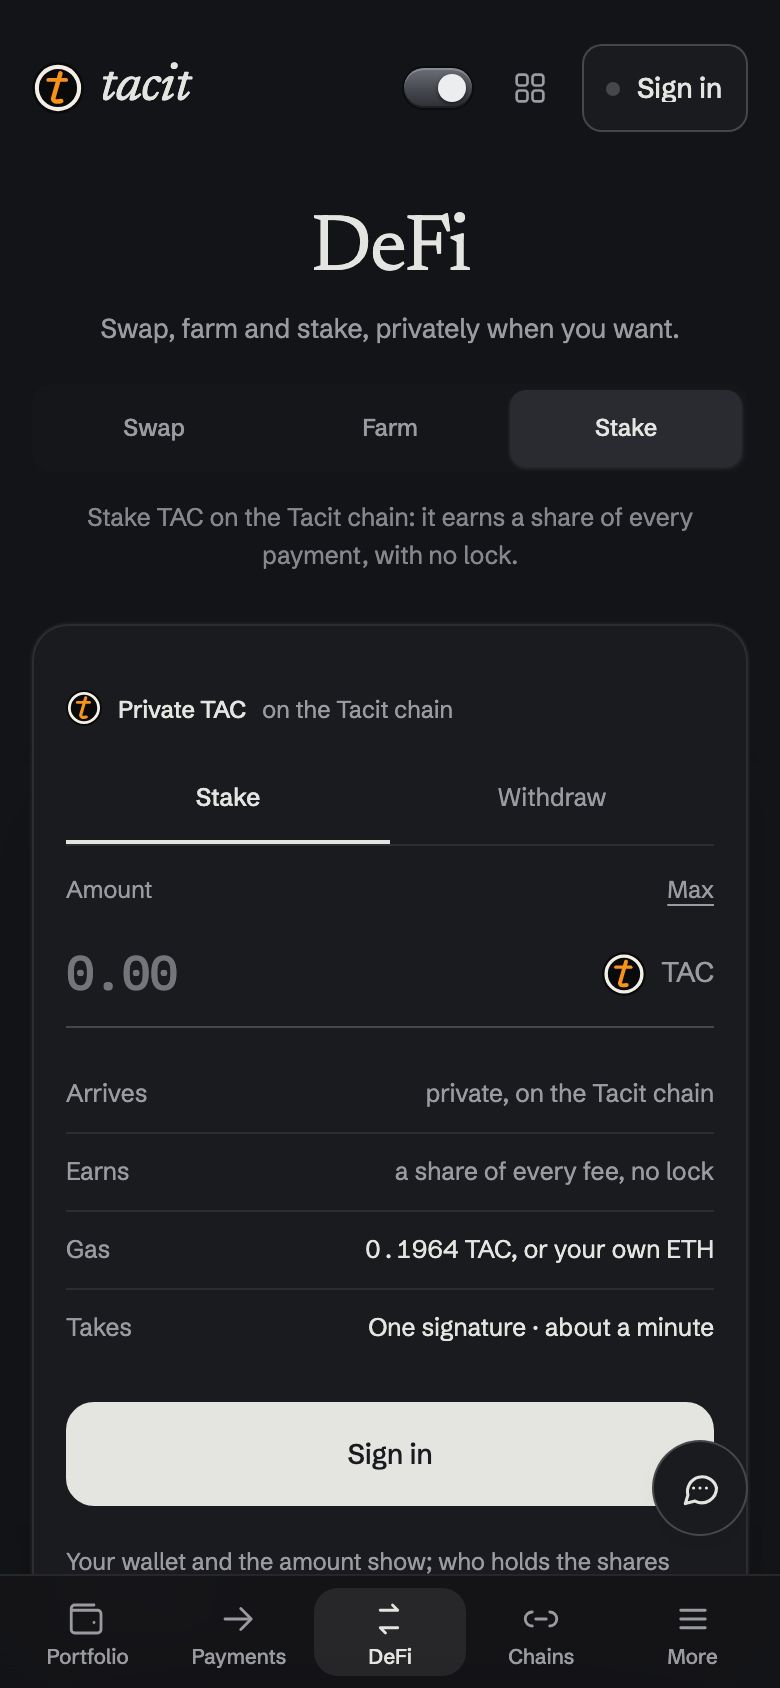 tacit
Sign in
DeFi
Swap, farm and stake, privately when you want.
Swap
Farm
Stake
Stake TAC on the Tacit chain: it earns a share of every
payment, with no lock.
Private TAC on the Tacit chain
Stake
Withdraw
Amount
Max
0.00
TAC
Arrives
private, on the Tacit chain
Earns
a share of every fee, no lock
Gas
0.1964 TAC, or your own ETH
Takes
One signature · about a minute
Sign in
Your wallet and the amount show; who holds the shares
Portfolio
Payments
DeFi
Chains
More